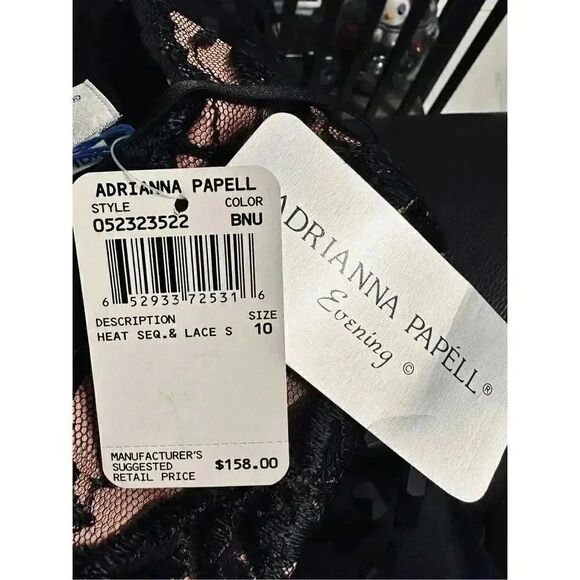 ADRIANNA PAPELL
STYLE COLOR
052323522 BNU
6 52933 72531 6
DESCRIPTION SIZE
HEAT SEQ.& LACE S 10
MANUFACTURER'S
SUGGESTED
RETAIL PRICE $158.00
ADRIANNA PAPÉLL®
Evening ©